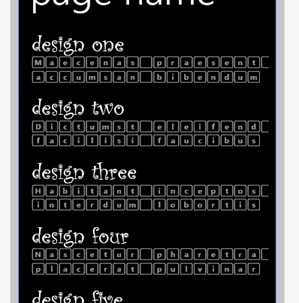 page name
design one
Maecenas praesent
accumsan bibendum
design two
Dictumst eleifend
facilisi faucibus
design three
Habitant inceptos
interdum lobortis
design four
Nascetur pharetra
placerat pulvinar
design five